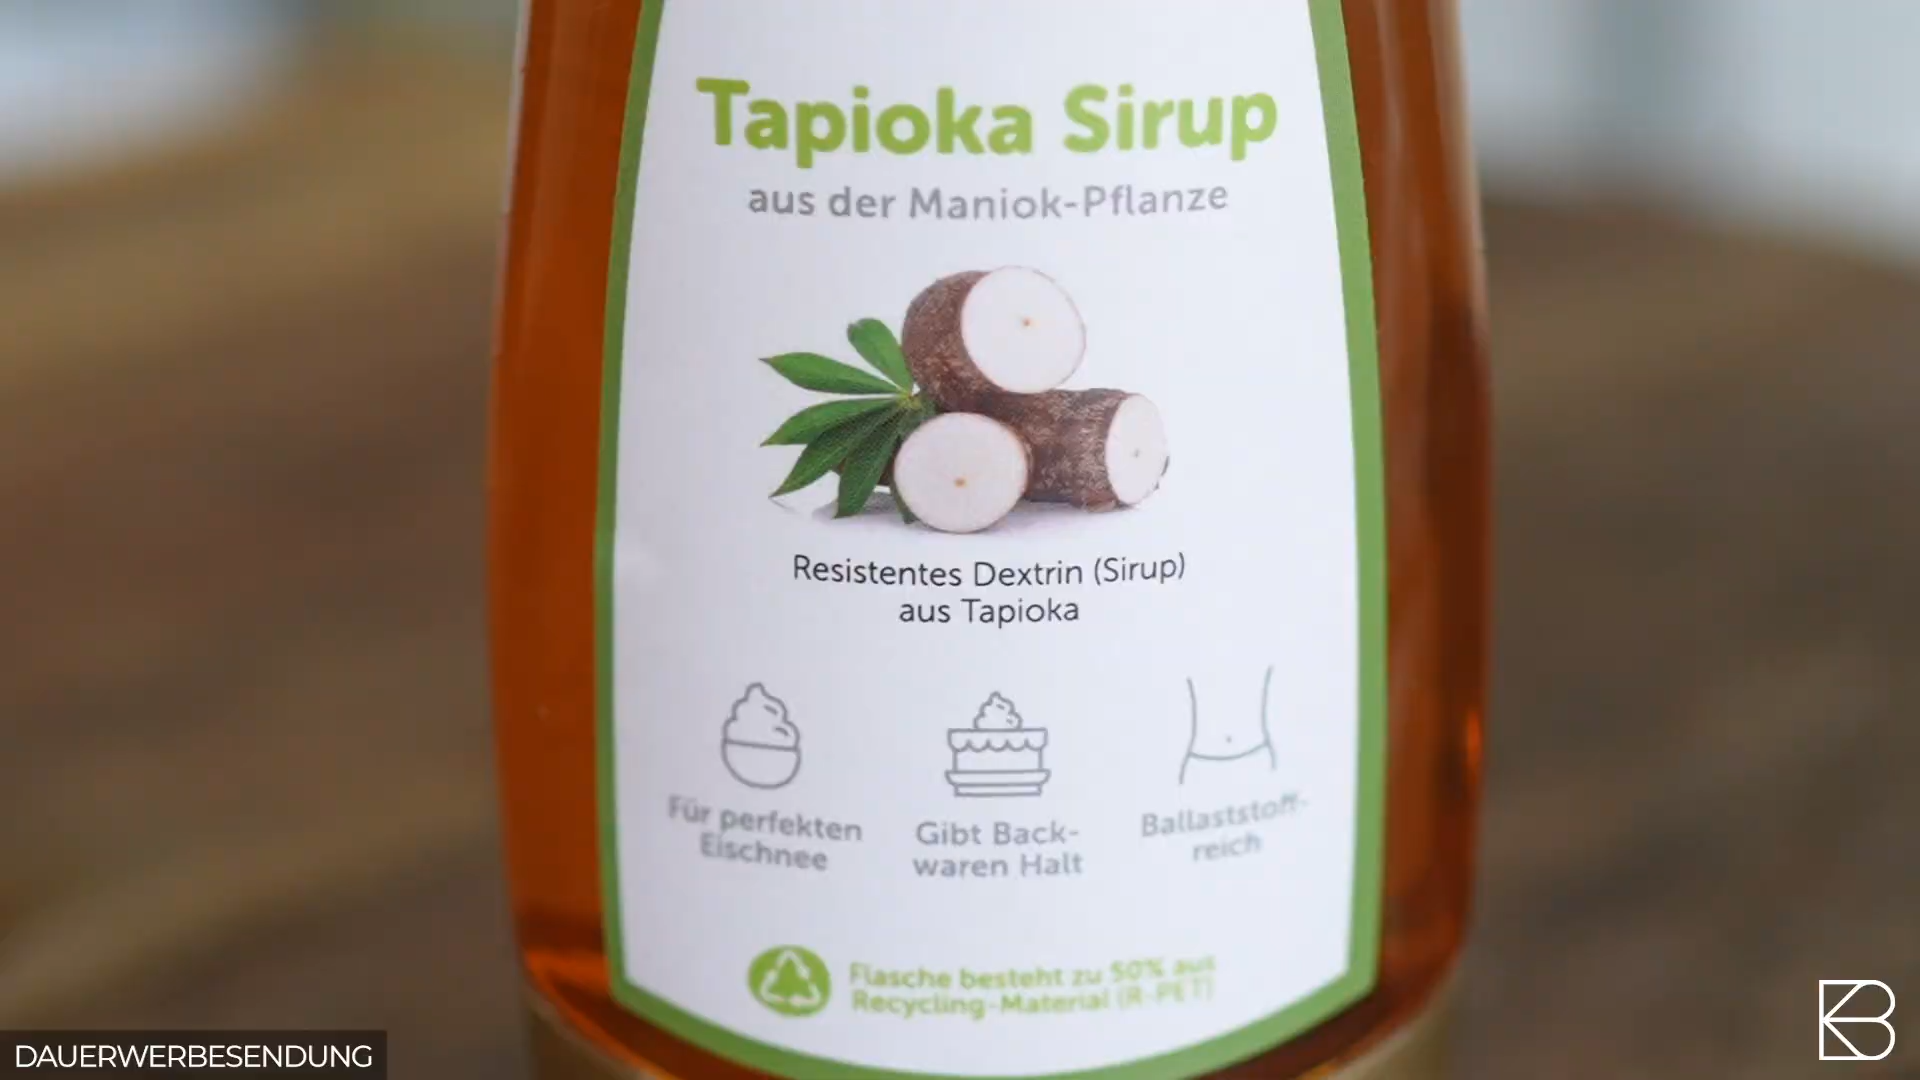 Tapioka Sirup
aus der Maniok-Pflanze
Resistentes Dextrin (Sirup)
aus Tapioka
Für perfekten
Eischnee
Gibt Back-
waren Halt
Ballaststoff-
reich
Flasche besteht zu 50% aus
Recycling-Material (R-PET)
DAUERWERBESENDUNG